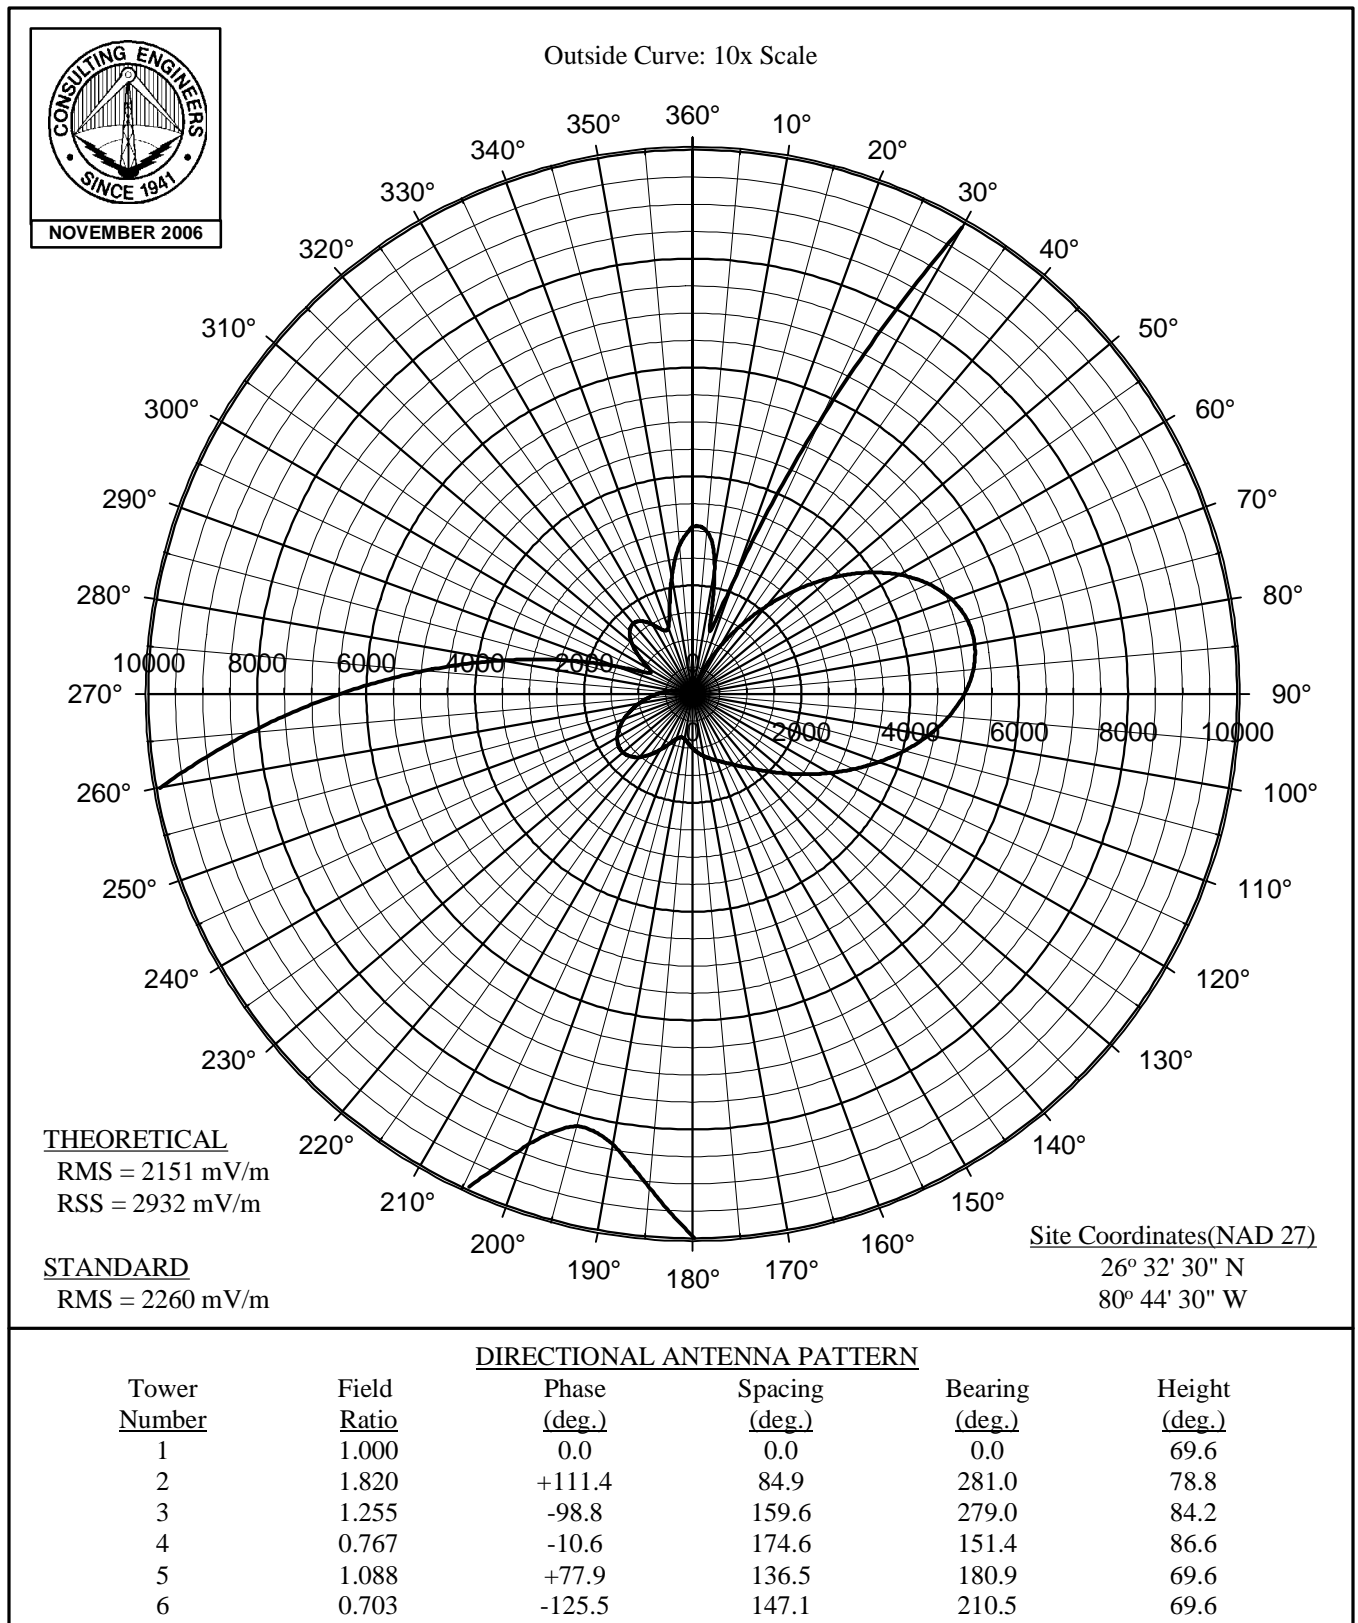 CONSULTING ENGINEERS
• SINCE 1941 •
NOVEMBER 2006
Outside Curve: 10x Scale
360°
10°
20°
30°
40°
50°
60°
70°
80°
90°
100°
110°
120°
130°
140°
150°
160°
170°
180°
190°
200°
210°
220°
230°
240°
250°
260°
270°
280°
290°
300°
310°
320°
330°
340°
350°
10000 8000 6000 4000 2000 0
0 2000 4000 6000 8000 10000
THEORETICAL
RMS = 2151 mV/m
RSS = 2932 mV/m
STANDARD
RMS = 2260 mV/m
Site Coordinates(NAD 27)
26° 32' 30" N
80° 44' 30" W
DIRECTIONAL ANTENNA PATTERN
Tower Field Phase Spacing Bearing Height
Number Ratio (deg.) (deg.) (deg.) (deg.)
1 1.000 0.0 0.0 0.0 69.6
2 1.820 +111.4 84.9 281.0 78.8
3 1.255 -98.8 159.6 279.0 84.2
4 0.767 -10.6 174.6 151.4 86.6
5 1.088 +77.9 136.5 180.9 69.6
6 0.703 -125.5 147.1 210.5 69.6